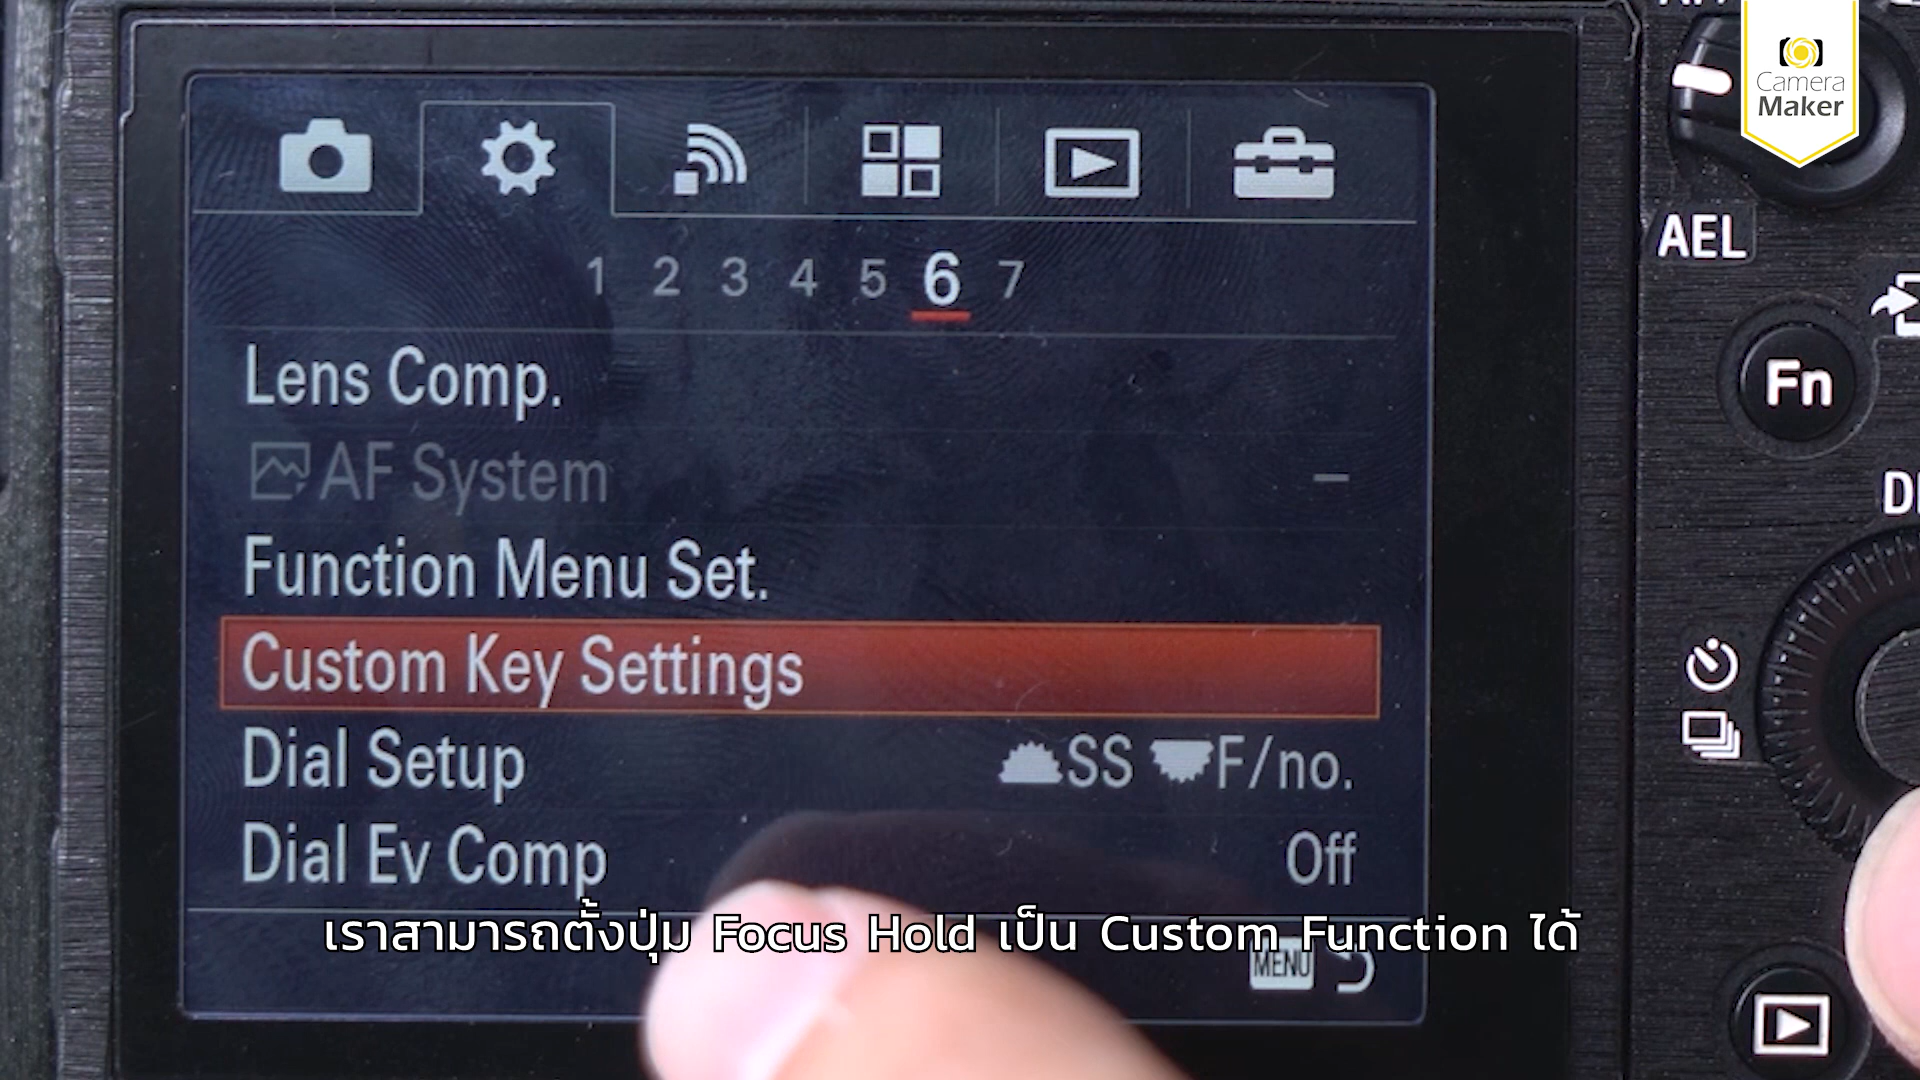 Camera
Maker
AEL
1 2 3 4 5 6 7
Lens Comp.
Fn
AF System –
Function Menu Set.
Custom Key Settings
Dial Setup SS F/no.
Dial Ev Comp Off
เราสามารถตั้งปุ่ม Focus Hold เป็น Custom Function ได้
MENU